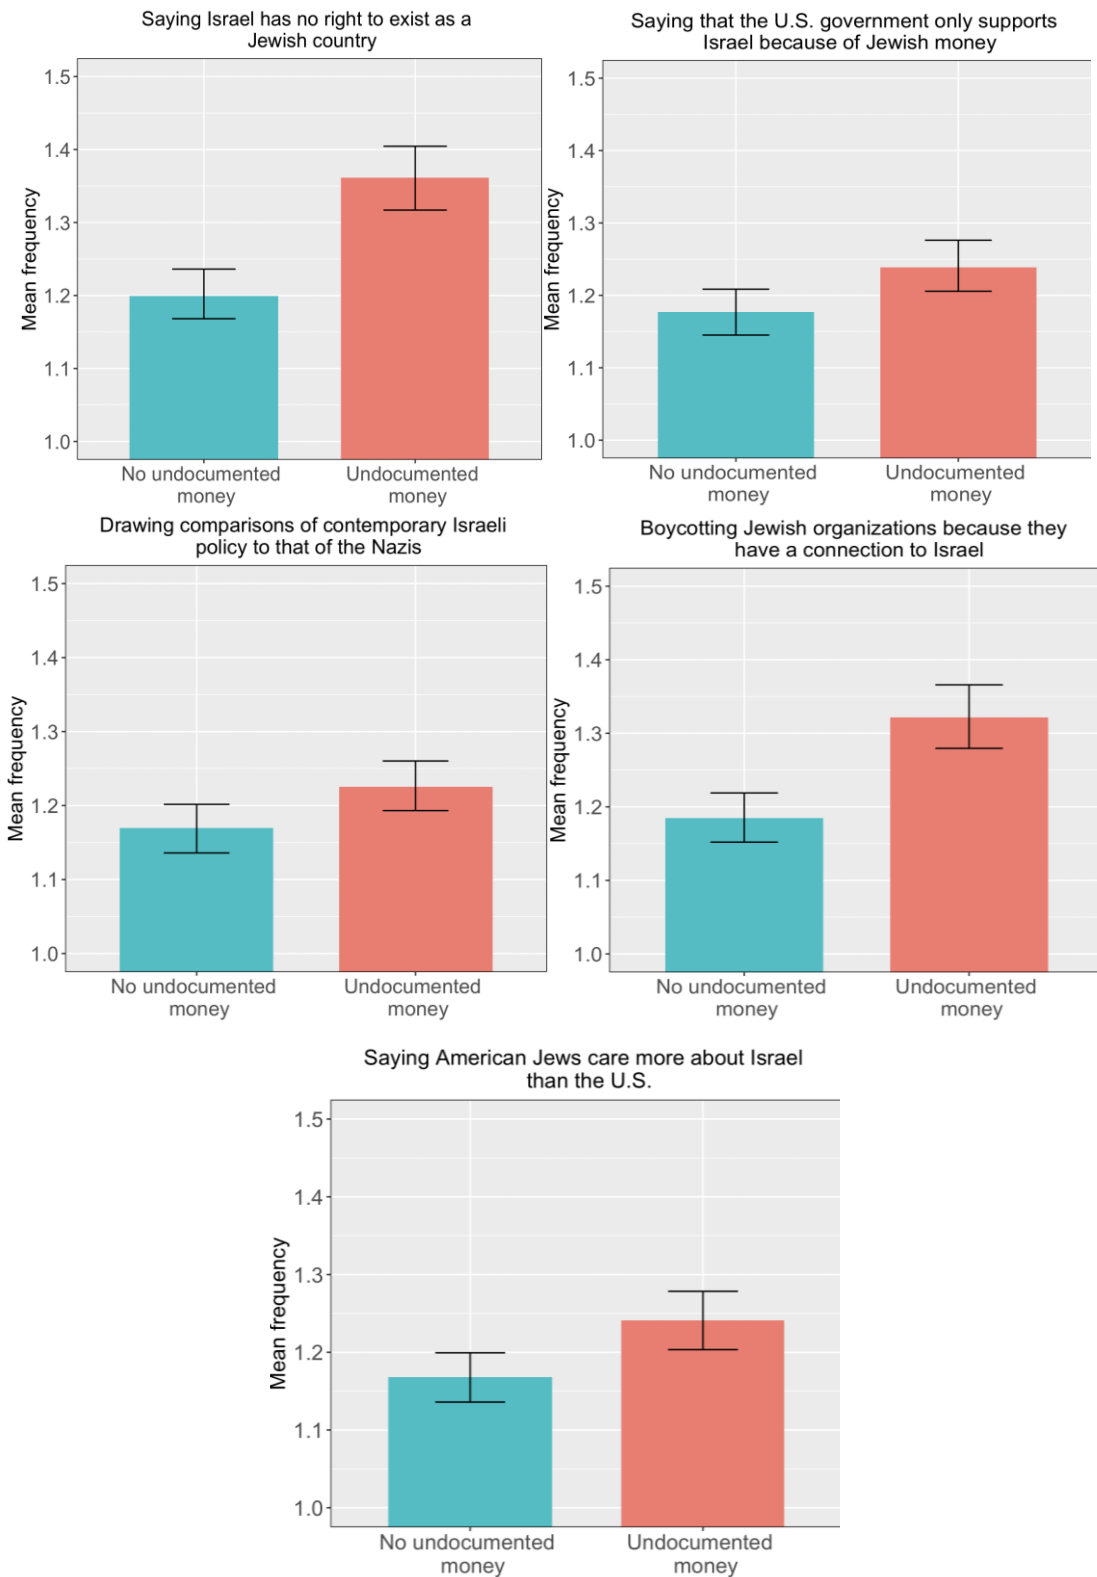 Saying Israel has no right to exist as a
Jewish country
Mean frequency
1.5
1.4
1.3
1.2
1.1
1.0
No undocumented
money
Undocumented
money
Saying that the U.S. government only supports
Israel because of Jewish money
Mean frequency
1.5
1.4
1.3
1.2
1.1
1.0
No undocumented
money
Undocumented
money
Drawing comparisons of contemporary Israeli
policy to that of the Nazis
Mean frequency
1.5
1.4
1.3
1.2
1.1
1.0
No undocumented
money
Undocumented
money
Boycotting Jewish organizations because they
have a connection to Israel
Mean frequency
1.5
1.4
1.3
1.2
1.1
1.0
No undocumented
money
Undocumented
money
Saying American Jews care more about Israel
than the U.S.
Mean frequency
1.5
1.4
1.3
1.2
1.1
1.0
No undocumented
money
Undocumented
money